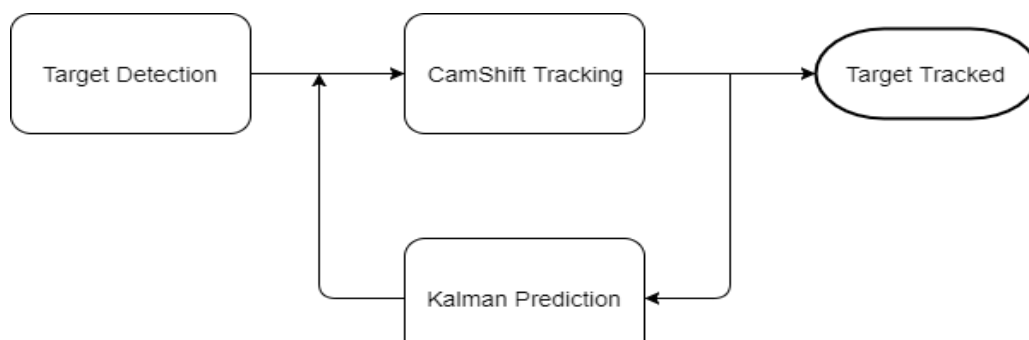 Target Detection
CamShift Tracking
Target Tracked
Kalman Prediction